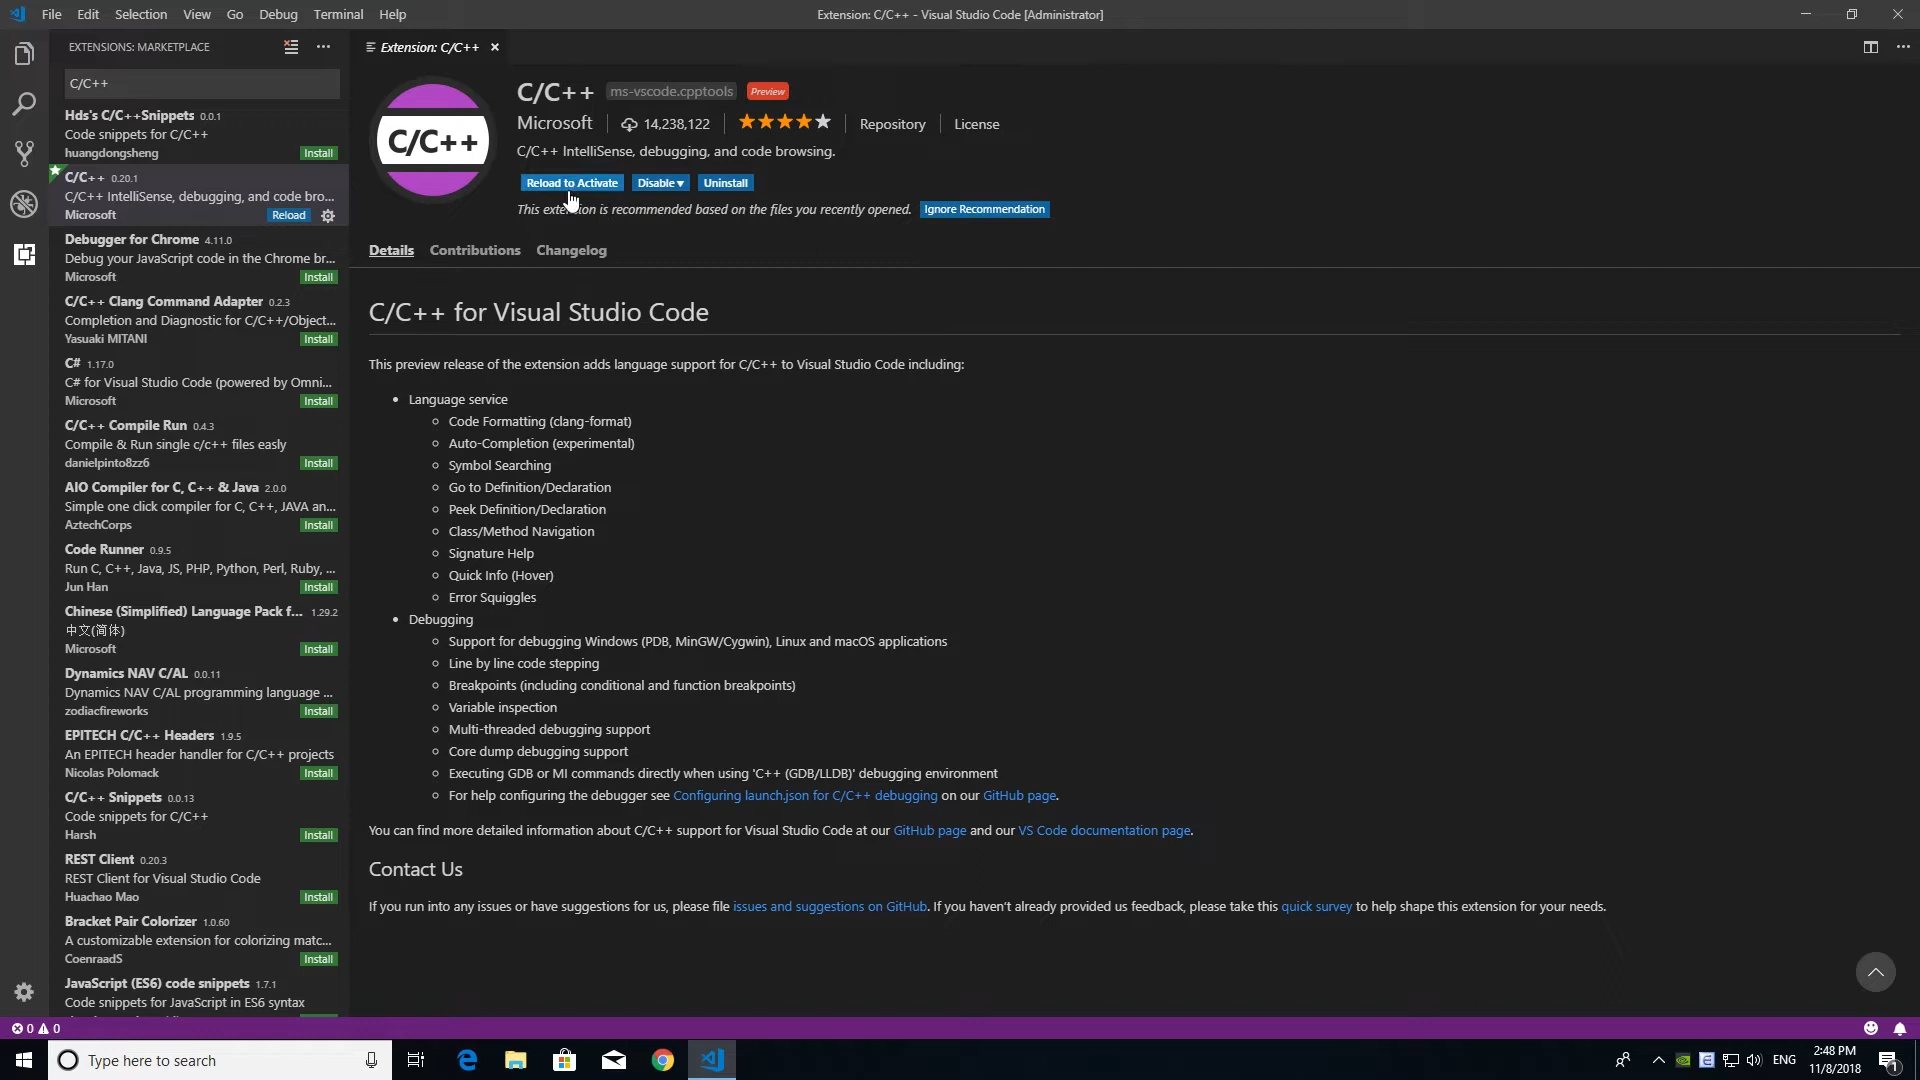 File Edit Selection View Go Debug Terminal Help
Extension: C/C++ - Visual Studio Code [Administrator]
EXTENSIONS: MARKETPLACE
C/C++
Hds's C/C++Snippets 0.0.1
Code snippets for C/C++
huangdongsheng Install
C/C++ 0.20.1
C/C++ IntelliSense, debugging, and code bro...
Microsoft Reload
Debugger for Chrome 4.11.0
Debug your JavaScript code in the Chrome br...
Microsoft Install
C/C++ Clang Command Adapter 0.2.3
Completion and Diagnostic for C/C++/Object...
Yasuaki MITANI Install
C# 1.17.0
C# for Visual Studio Code (powered by Omni...
Microsoft Install
C/C++ Compile Run 0.4.3
Compile & Run single c/c++ files easly
danielpinto8zz6 Install
AIO Compiler for C, C++ & Java 2.0.0
Simple one click compiler for C, C++, JAVA an...
AztechCorps Install
Code Runner 0.9.5
Run C, C++, Java, JS, PHP, Python, Perl, Ruby, ...
Jun Han Install
Chinese (Simplified) Language Pack f... 1.29.2
中文(简体)
Microsoft Install
Dynamics NAV C/AL 0.0.11
Dynamics NAV C/AL programming language ...
zodiacfireworks Install
EPITECH C/C++ Headers 1.9.5
An EPITECH header handler for C/C++ projects
Nicolas Polomack Install
C/C++ Snippets 0.0.13
Code snippets for C/C++
Harsh Install
REST Client 0.20.3
REST Client for Visual Studio Code
Huachao Mao Install
Bracket Pair Colorizer 1.0.60
A customizable extension for colorizing matc...
CoenraadS Install
JavaScript (ES6) code snippets 1.7.1
Code snippets for JavaScript in ES6 syntax
Extension: C/C++
C/C++
C/C++ ms-vscode.cpptools Preview
Microsoft 14,238,122 Repository License
C/C++ IntelliSense, debugging, and code browsing.
Reload to Activate Disable Uninstall
This extension is recommended based on the files you recently opened. Ignore Recommendation
Details Contributions Changelog
C/C++ for Visual Studio Code
This preview release of the extension adds language support for C/C++ to Visual Studio Code including:
Language service
Code Formatting (clang-format)
Auto-Completion (experimental)
Symbol Searching
Go to Definition/Declaration
Peek Definition/Declaration
Class/Method Navigation
Signature Help
Quick Info (Hover)
Error Squiggles
Debugging
Support for debugging Windows (PDB, MinGW/Cygwin), Linux and macOS applications
Line by line code stepping
Breakpoints (including conditional and function breakpoints)
Variable inspection
Multi-threaded debugging support
Core dump debugging support
Executing GDB or MI commands directly when using 'C++ (GDB/LLDB)' debugging environment
For help configuring the debugger see Configuring launch.json for C/C++ debugging on our GitHub page.
You can find more detailed information about C/C++ support for Visual Studio Code at our GitHub page and our VS Code documentation page.
Contact Us
If you run into any issues or have suggestions for us, please file issues and suggestions on GitHub. If you haven't already provided us feedback, please take this quick survey to help shape this extension for your needs.
0 0
Type here to search
ENG
2:48 PM
11/8/2018
1